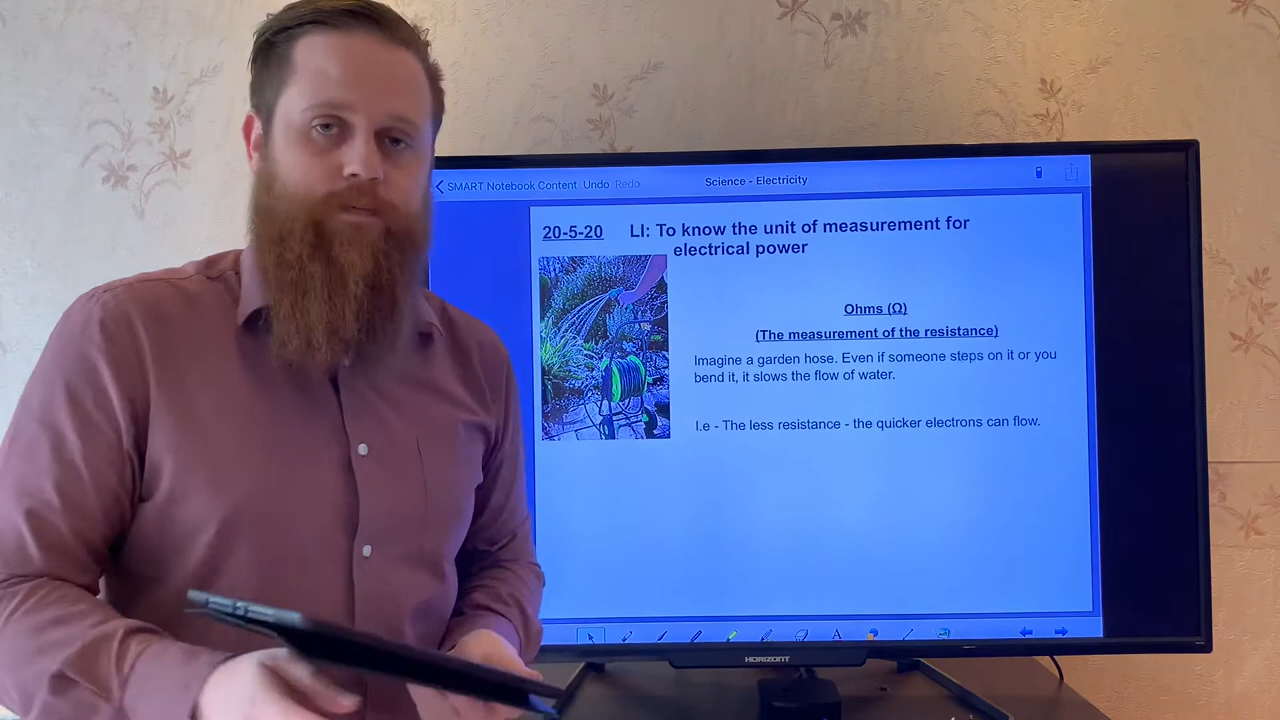 SMART Notebook Content Undo Redo Science - Electricity
20-5-20 LI: To know the unit of measurement for
electrical power
Ohms (Ω)
(The measurement of the resistance)
Imagine a garden hose. Even if someone steps on it or you
bend it, it slows the flow of water.
I.e - The less resistance - the quicker electrons can flow.
A
HORIZONT